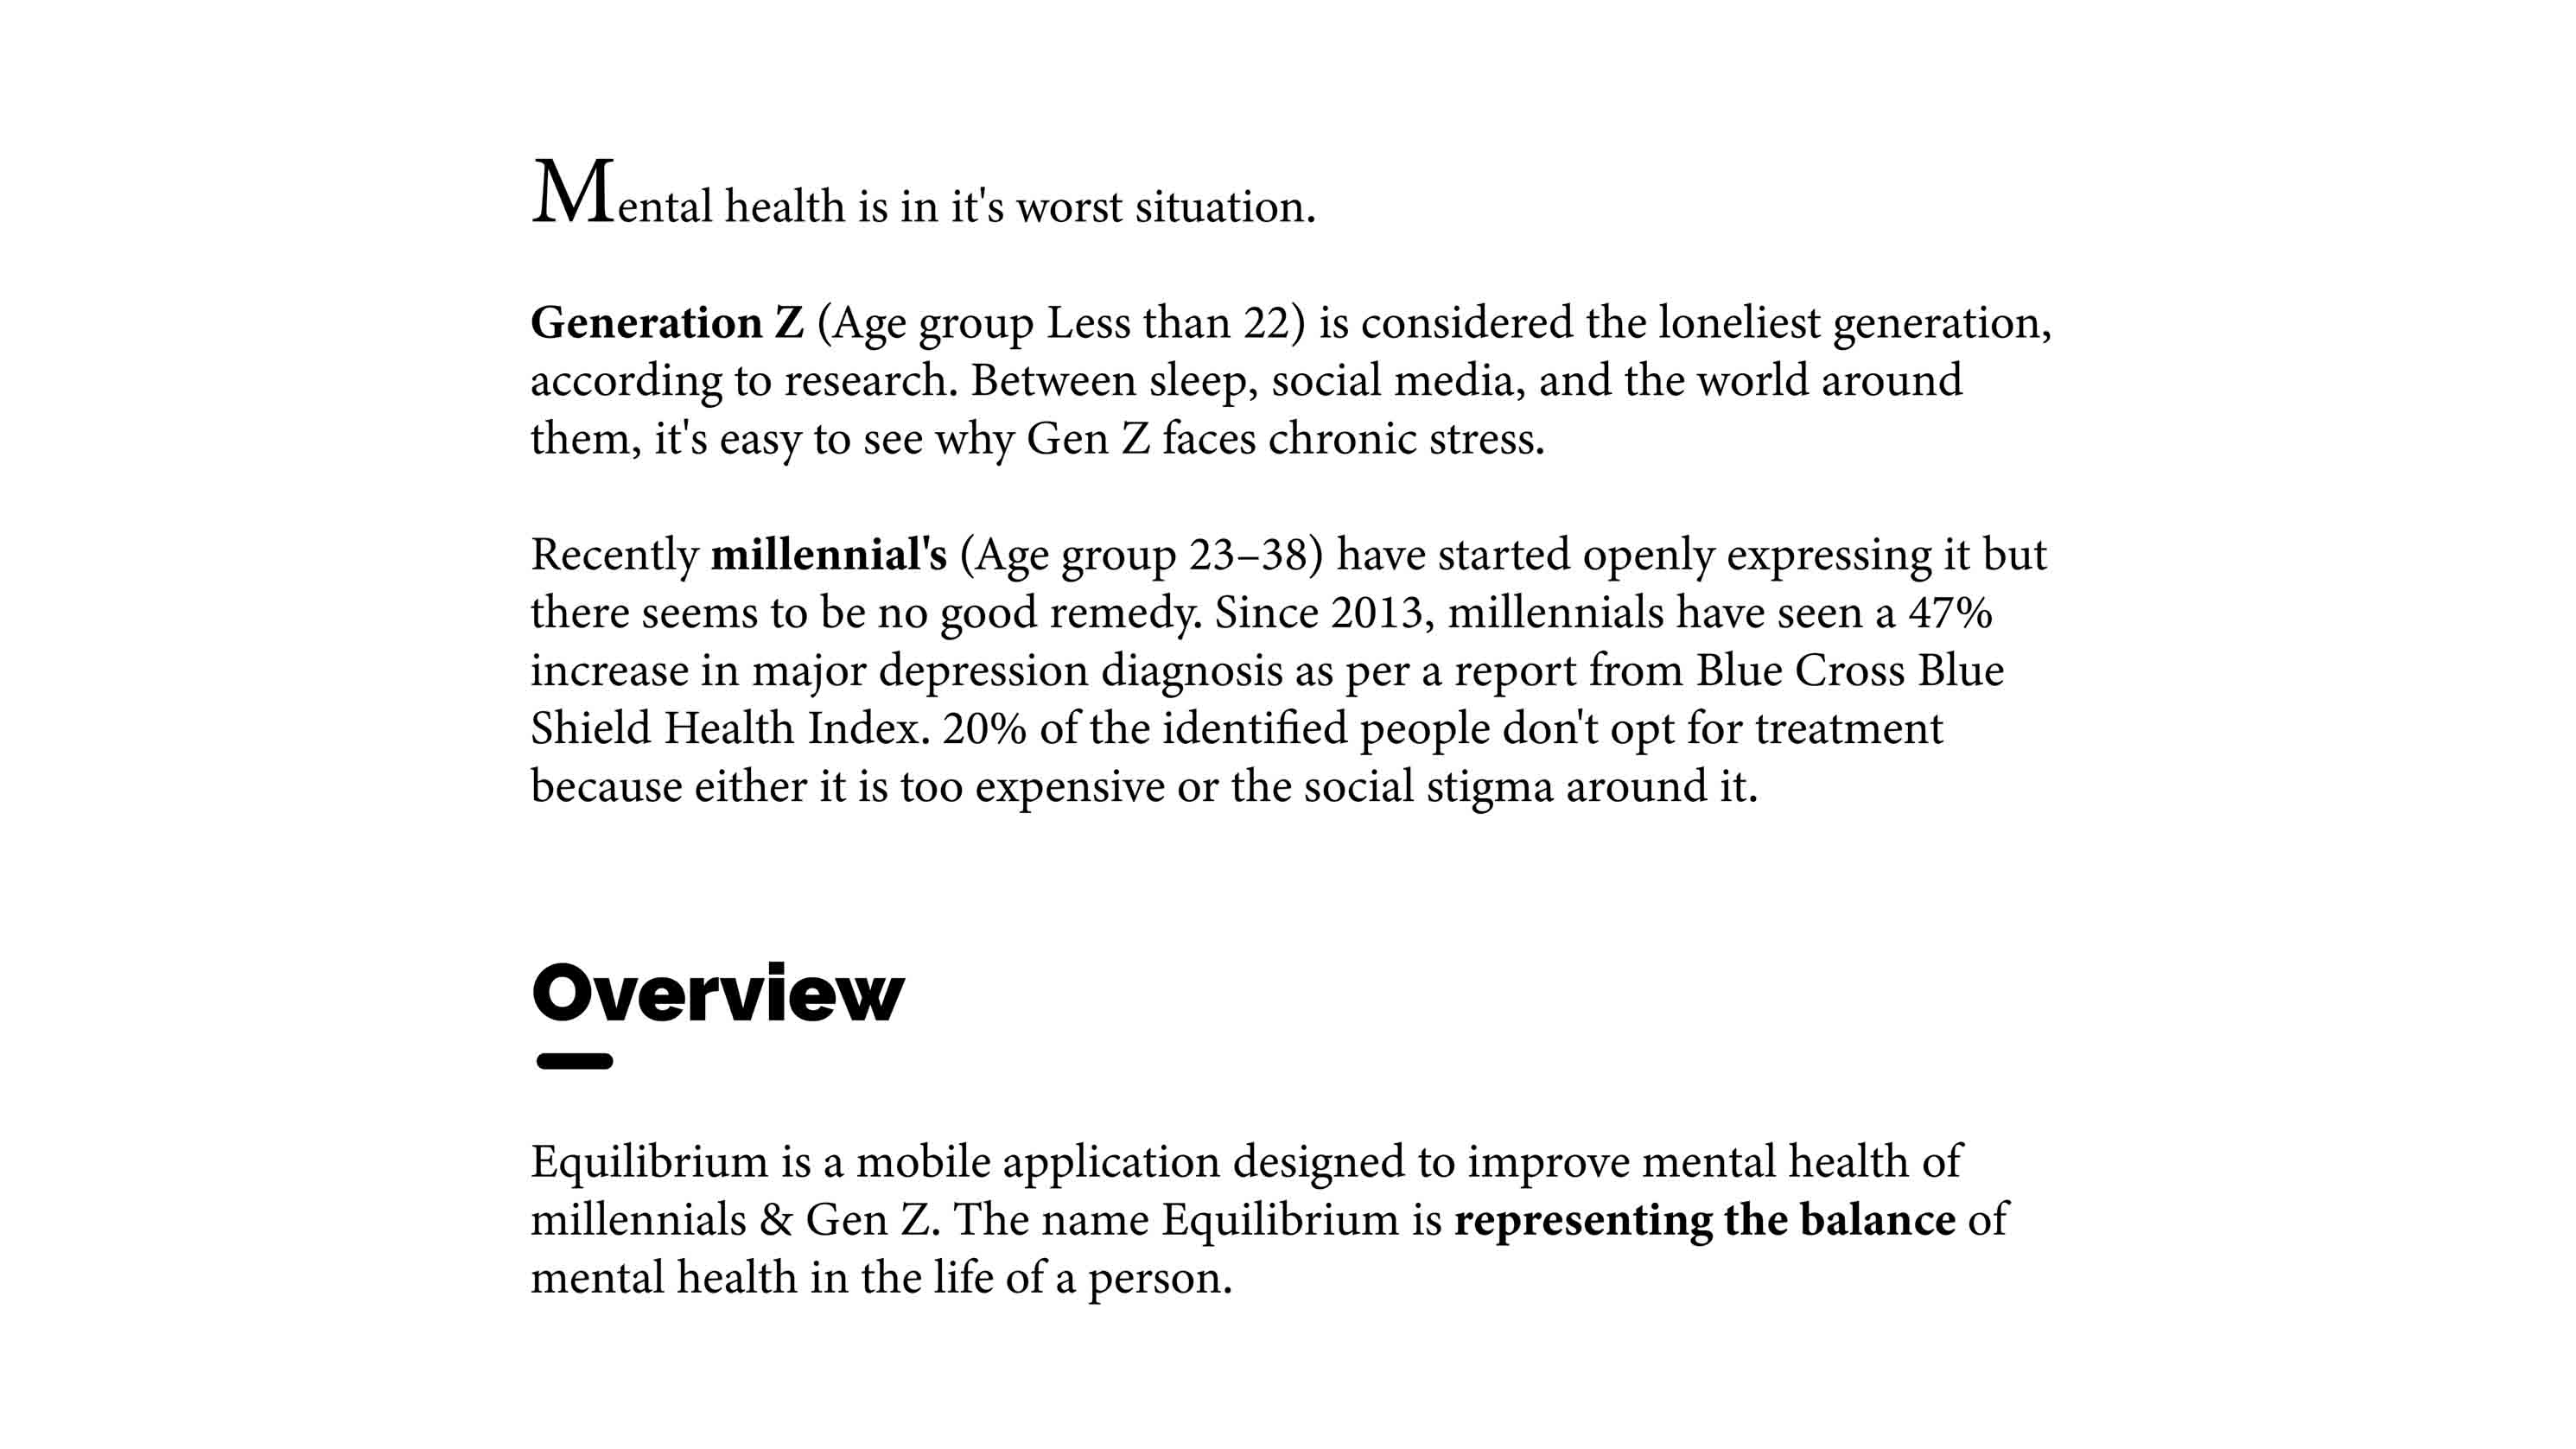 Mental health is in it's worst situation.
Generation Z (Age group Less than 22) is considered the loneliest generation,
according to research. Between sleep, social media, and the world around
them, it's easy to see why Gen Z faces chronic stress.
Recently millennial's (Age group 23–38) have started openly expressing it but
there seems to be no good remedy. Since 2013, millennials have seen a 47%
increase in major depression diagnosis as per a report from Blue Cross Blue
Shield Health Index. 20% of the identified people don't opt for treatment
because either it is too expensive or the social stigma around it.
Overview
Equilibrium is a mobile application designed to improve mental health of
millennials & Gen Z. The name Equilibrium is representing the balance of
mental health in the life of a person.